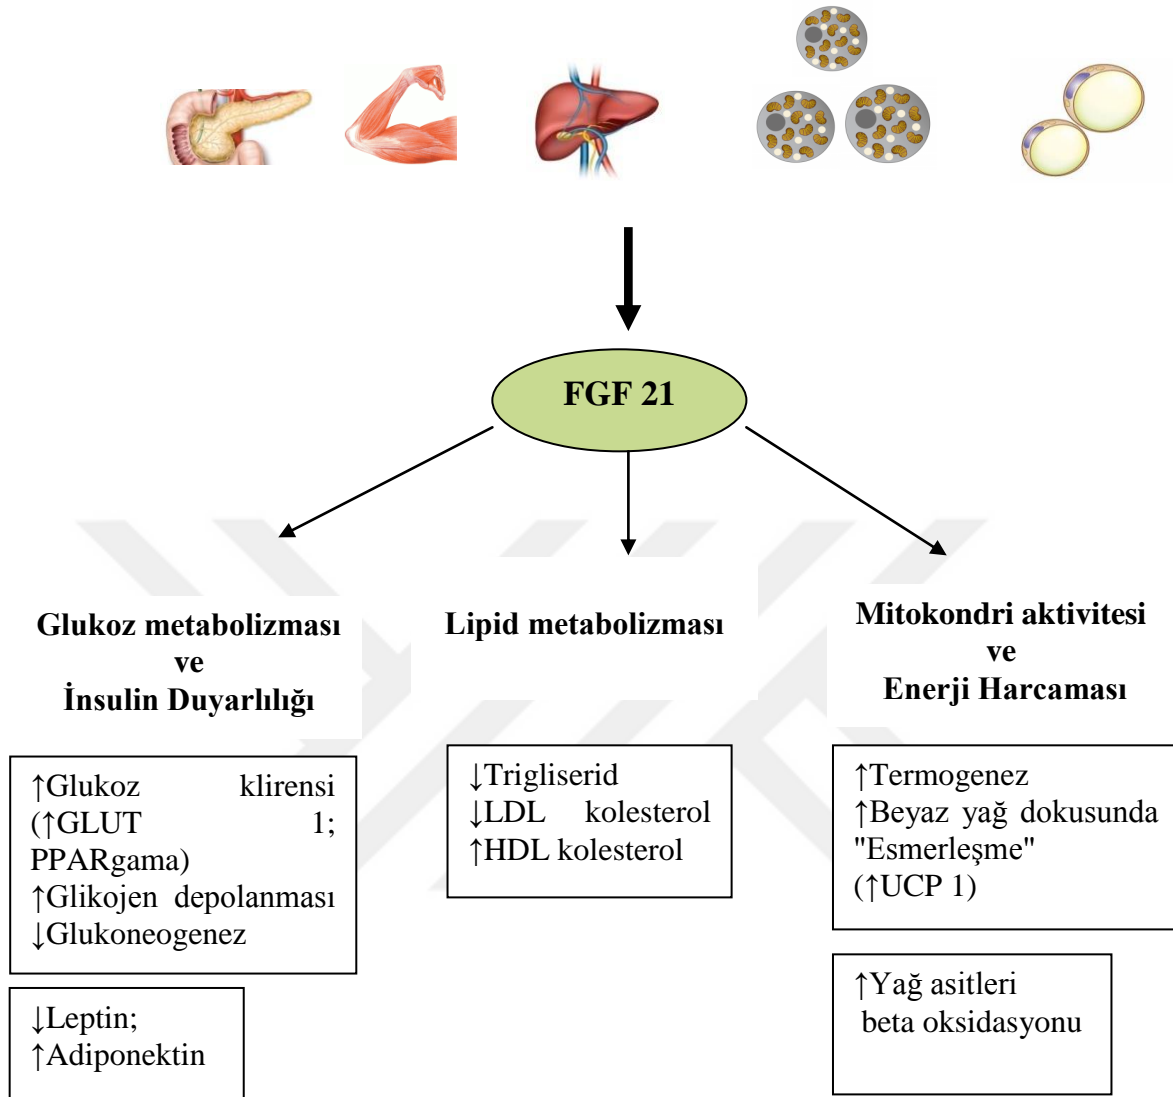 FGF 21
Glukoz metabolizması
ve
İnsulin Duyarlılığı
Lipid metabolizması
Mitokondri aktivitesi
ve
Enerji Harcaması
↑Glukoz klirensi
(↑GLUT 1;
PPARgama)
↑Glikojen depolanması
↓Glukoneogenez
↓Leptin;
↑Adiponektin
↓Trigliserid
↓LDL kolesterol
↑HDL kolesterol
↑Termogenez
↑Beyaz yağ dokusunda
"Esmerleşme"
(↑UCP 1)
↑Yağ asitleri
beta oksidasyonu